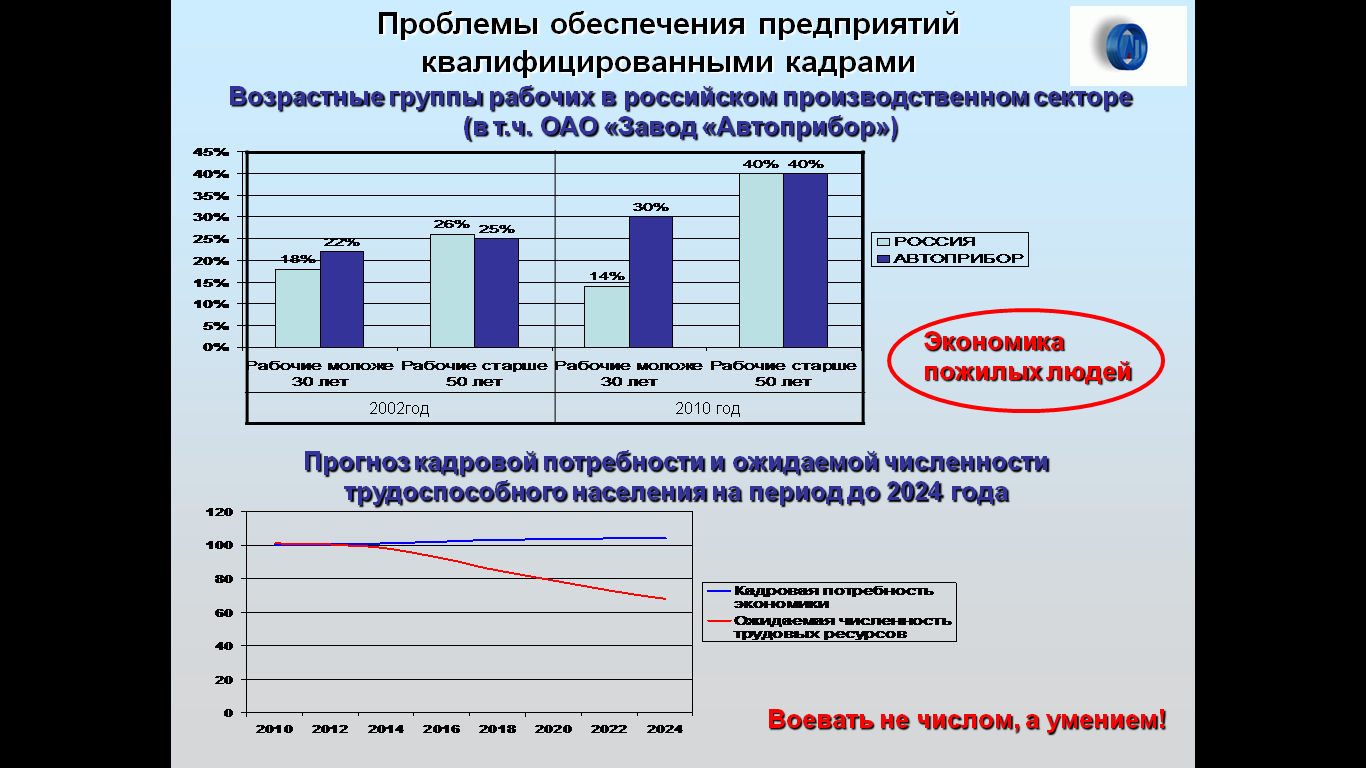 Проблемы обеспечения предприятий
квалифицированными кадрами
Возрастные группы рабочих в российском производственном секторе
(в т.ч. ОАО «Завод «Автоприбор»)
45%
40%
35%
30%
25%
20%
15%
10%
5%
0%
18%
22%
26%
25%
14%
30%
40%
40%
Рабочие моложе
30 лет
Рабочие старше
50 лет
Рабочие моложе
30 лет
Рабочие старше
50 лет
2002год
2010 год
РОССИЯ
АВТОПРИБОР
Экономика
пожилых людей
Прогноз кадровой потребности и ожидаемой численности
трудоспособного населения на период до 2024 года
120
100
80
60
40
20
0
2010 2012 2014 2016 2018 2020 2022 2024
Кадровая потребность
экономики
Ожидаемая численность
трудовых ресурсов
Воевать не числом, а умением!